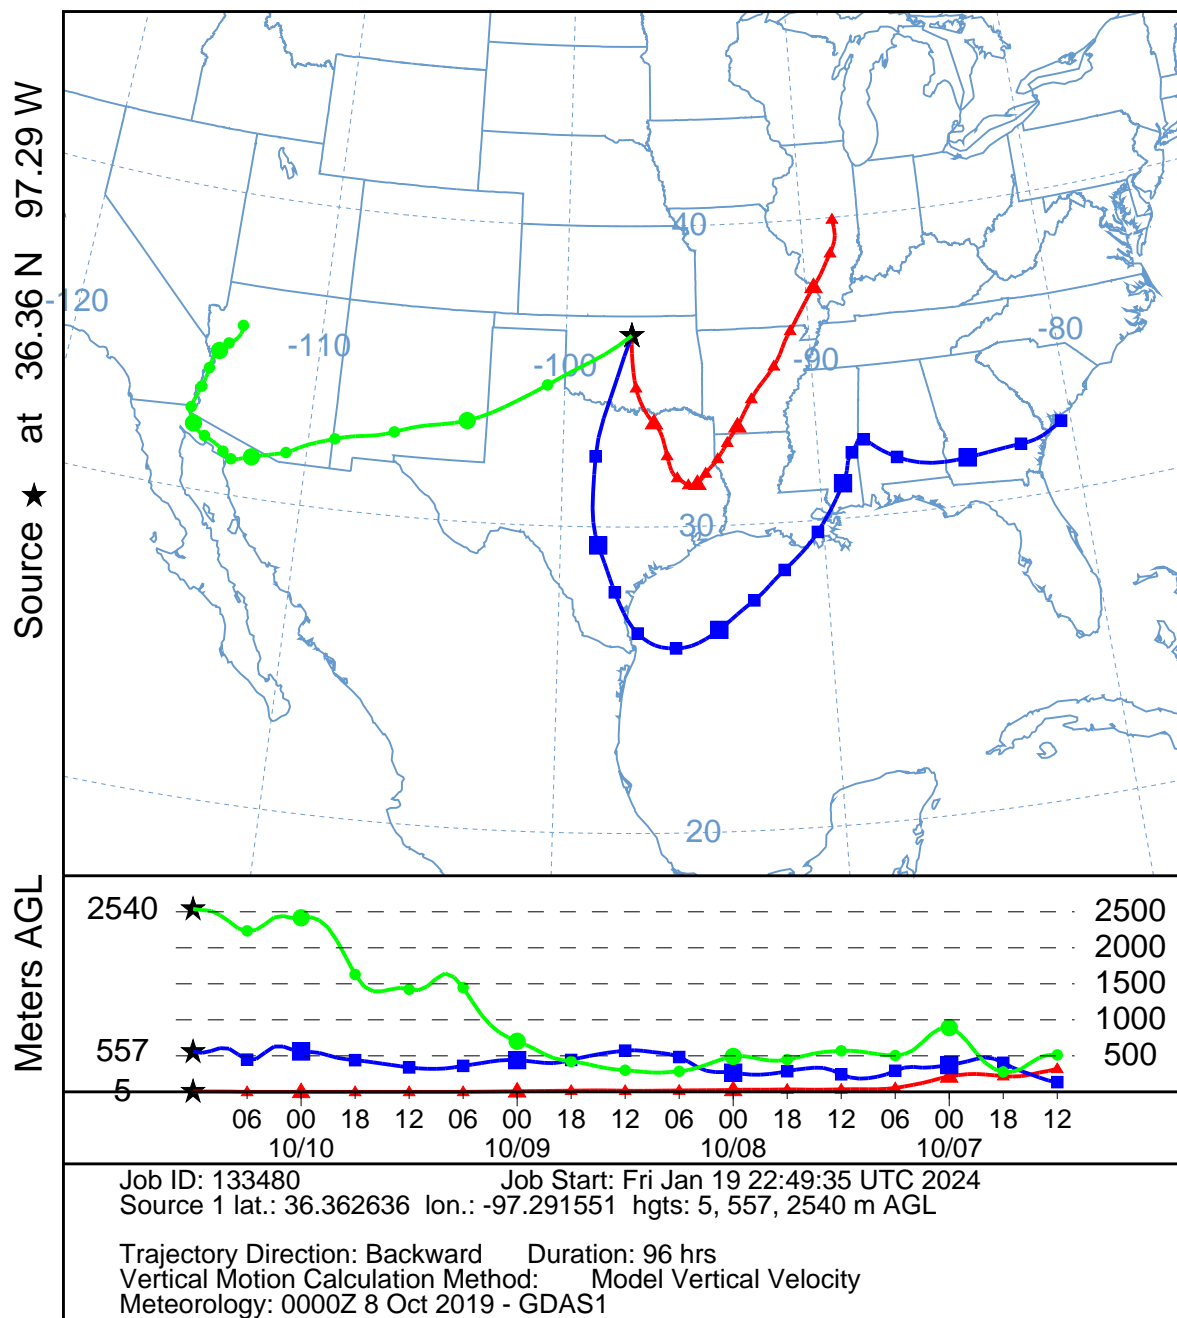 Source ★ at 36.36 N 97.29 W
40
-120
-110
-100
-90
-80
30
20
Meters AGL
2540
557
5
2500
2000
1500
1000
500
06 00 18 12 06 00 18 12 06 00 18 12 06 00 18 12
10/10 10/09 10/08 10/07
Job ID: 133480 Job Start: Fri Jan 19 22:49:35 UTC 2024
Source 1 lat.: 36.362636 lon.: -97.291551 hgts: 5, 557, 2540 m AGL
Trajectory Direction: Backward Duration: 96 hrs
Vertical Motion Calculation Method: Model Vertical Velocity
Meteorology: 0000Z 8 Oct 2019 - GDAS1